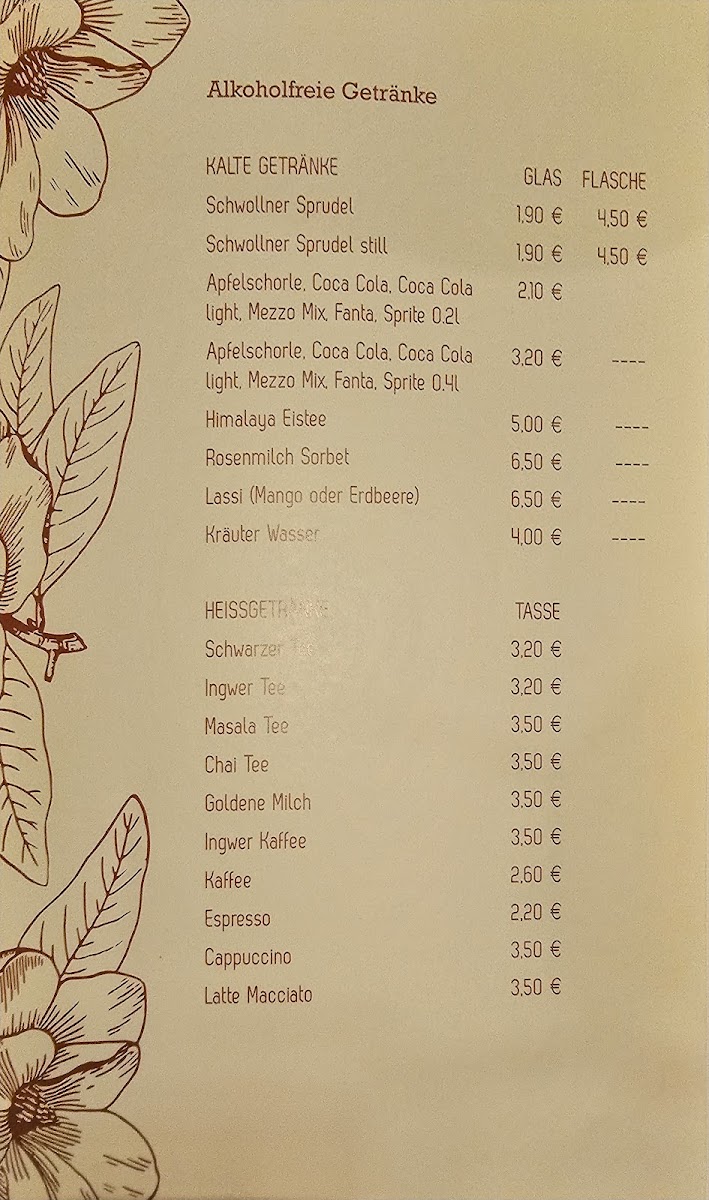 Alkoholfreie Getränke
KALTE GETRÄNKE GLAS FLASCHE
Schwollner Sprudel 1,90 € 4,50 €
Schwollner Sprudel still 1,90 € 4,50 €
Apfelschorle, Coca Cola, Coca Cola 2,10 €
light, Mezzo Mix, Fanta, Sprite 0.2l
Apfelschorle, Coca Cola, Coca Cola 3,20 € ----
light, Mezzo Mix, Fanta, Sprite 0.4l
Himalaya Eistee 5,00 € ----
Rosenmilch Sorbet 6,50 € ----
Lassi (Mango oder Erdbeere) 6,50 € ----
Kräuter Wasser 4,00 € ----
HEISSGETRÄNKE TASSE
Schwarzer Tee 3,20 €
Ingwer Tee 3,20 €
Masala Tee 3,50 €
Chai Tee 3,50 €
Goldene Milch 3,50 €
Ingwer Kaffee 3,50 €
Kaffee 2,60 €
Espresso 2,20 €
Cappuccino 3,50 €
Latte Macciato 3,50 €